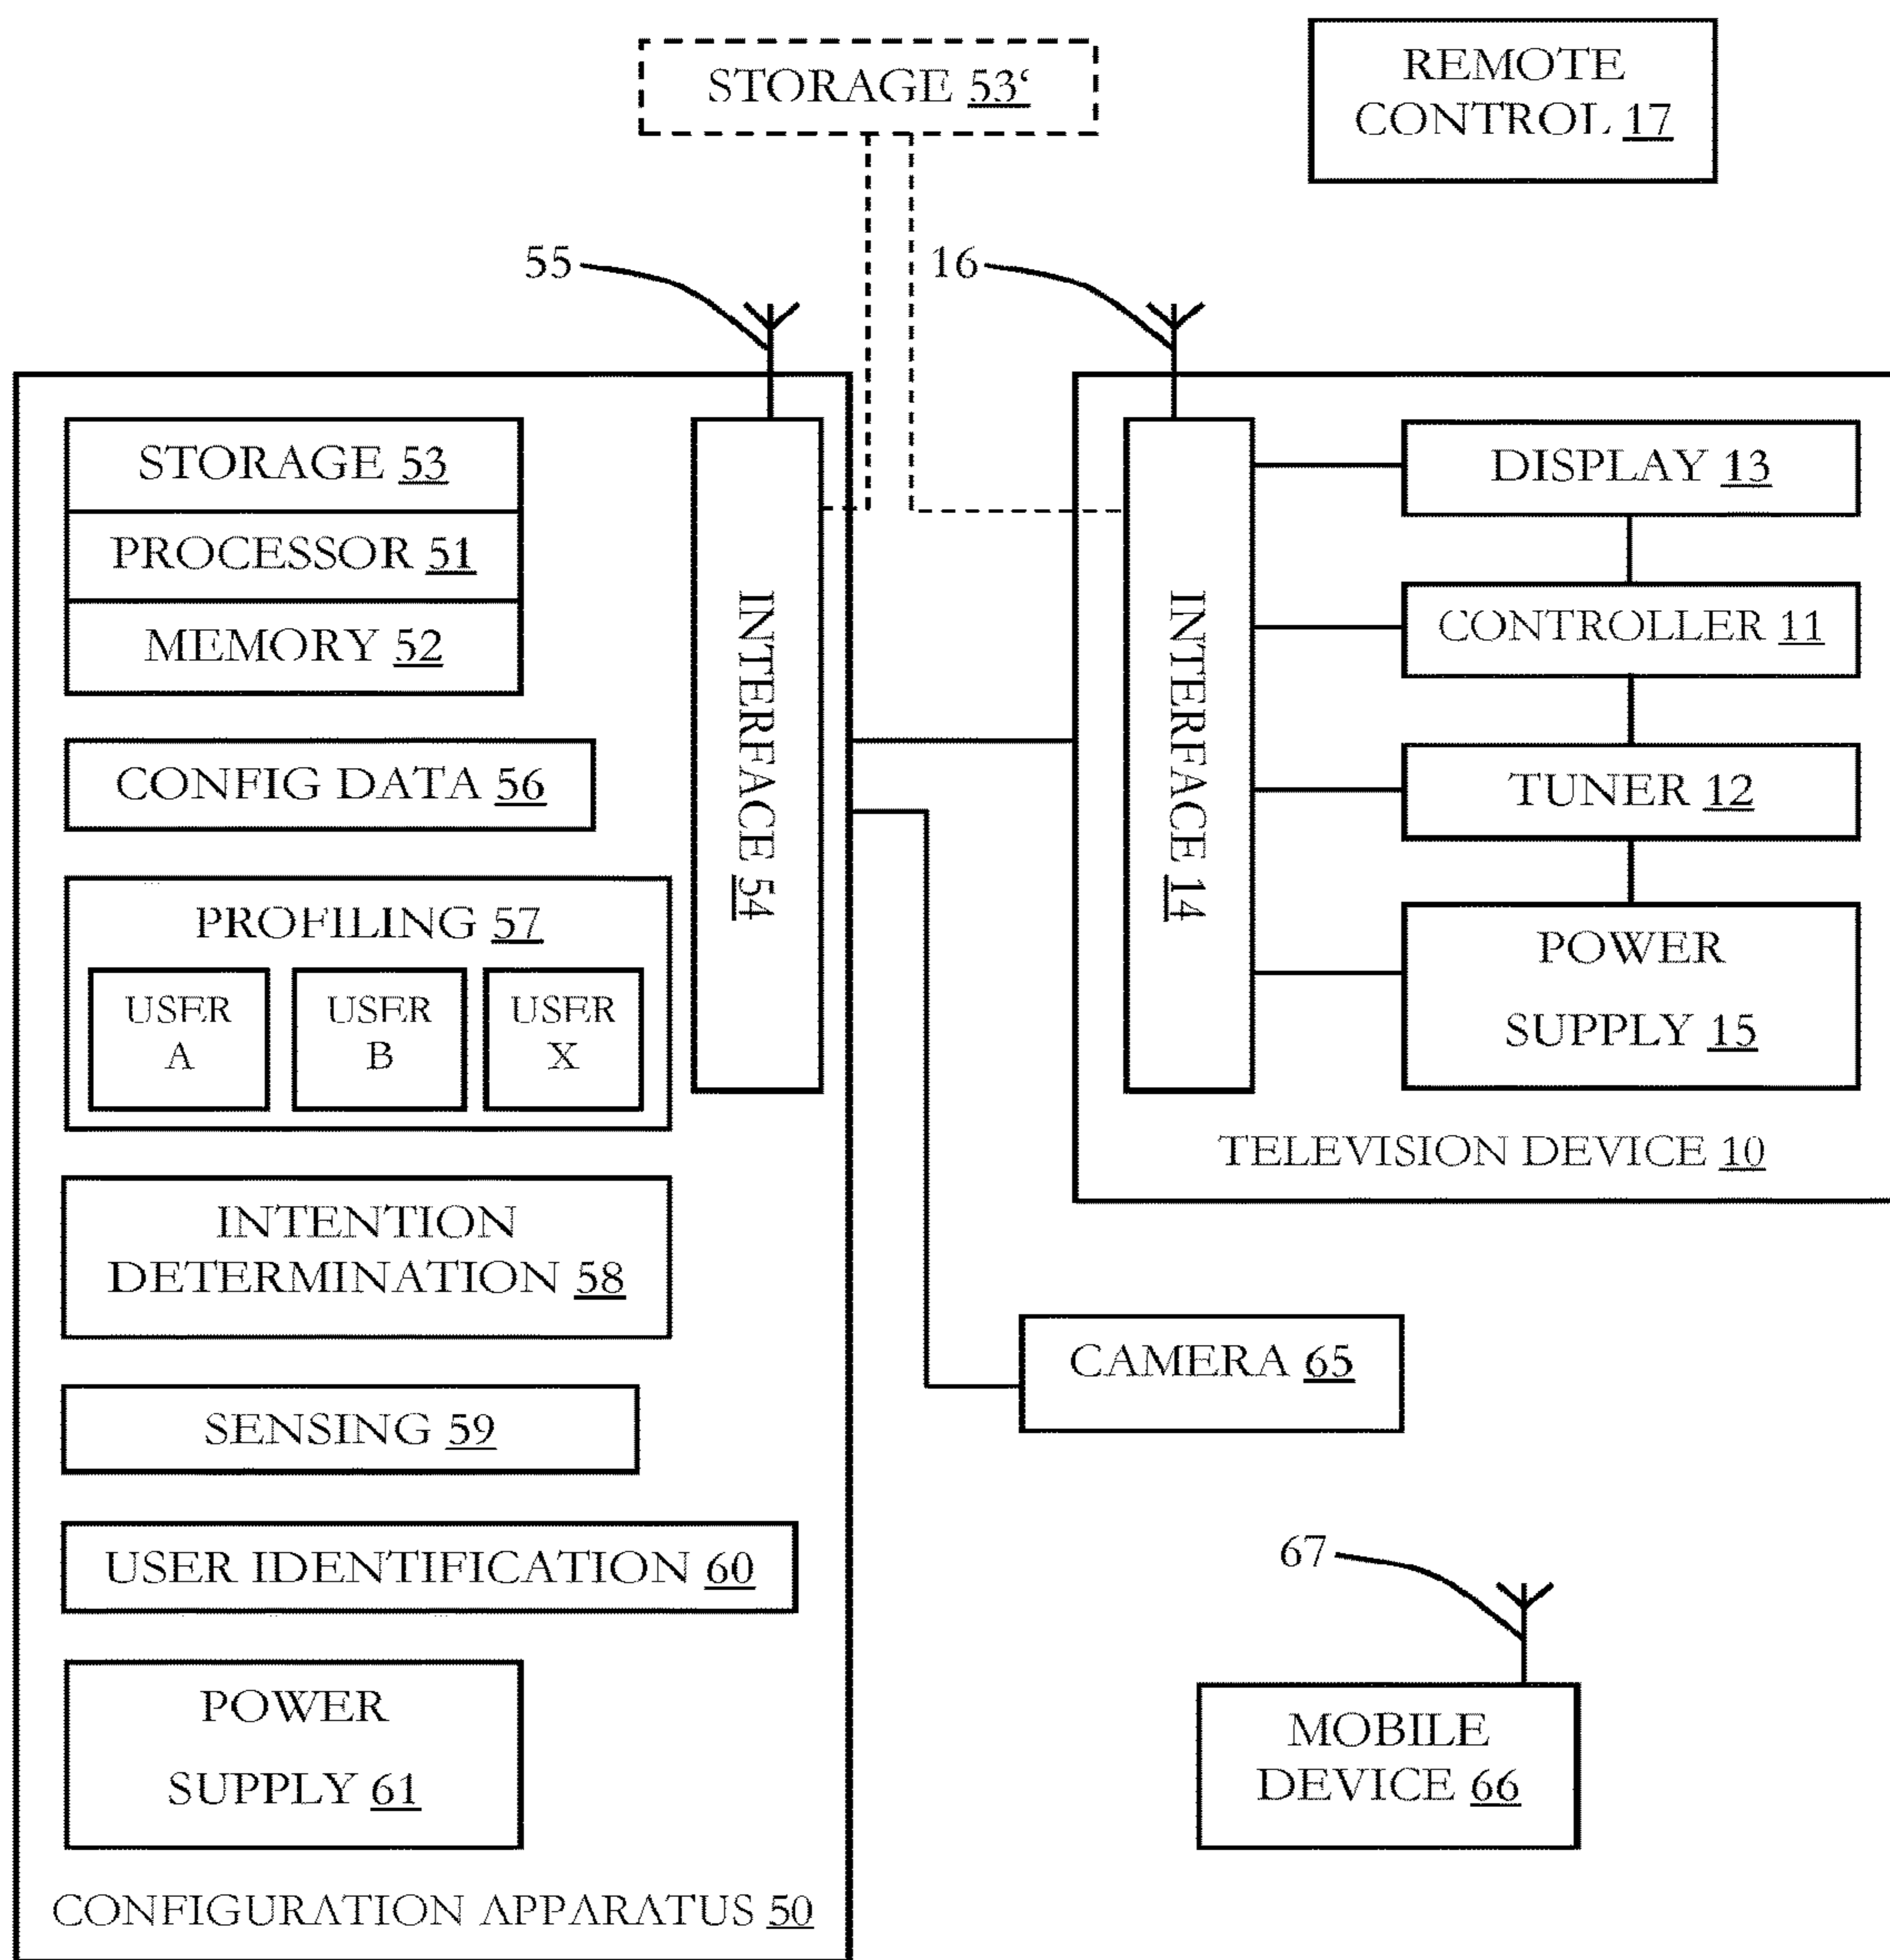 STORAGE 53'
REMOTE
CONTROL 17
55
16
STORAGE 53
PROCESSOR 51
MEMORY 52
CONFIG DATA 56
PROFILING 57
USER
A
USER
B
USER
X
INTENTION
DETERMINATION 58
SENSING 59
USER IDENTIFICATION 60
POWER
SUPPLY 61
CONFIGURATION APPARATUS 50
INTERFACE 54
INTERFACE 14
DISPLAY 13
CONTROLLER 11
TUNER 12
POWER
SUPPLY 15
TELEVISION DEVICE 10
CAMERA 65
67
MOBILE
DEVICE 66